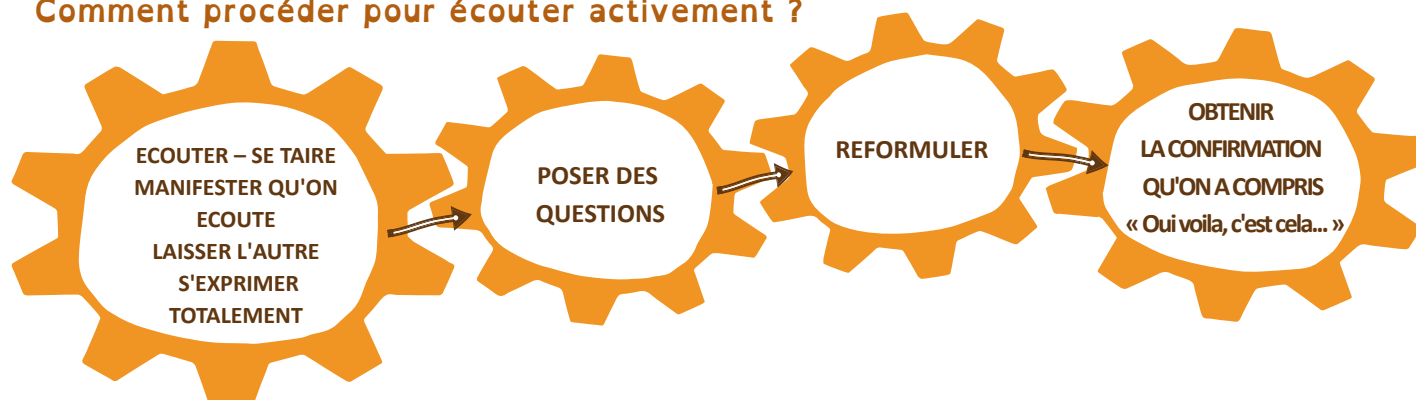 Comment procéder pour écouter activement ?
ECOUTER – SE TAIRE
MANIFESTER QU'ON
ECOUTE
LAISSER L'AUTRE
S'EXPRIMER
TOTALEMENT
POSER DES
QUESTIONS
REFORMULER
OBTENIR
LA CONFIRMATION
QU'ON A COMPRIS
« Oui voila, c'est cela... »